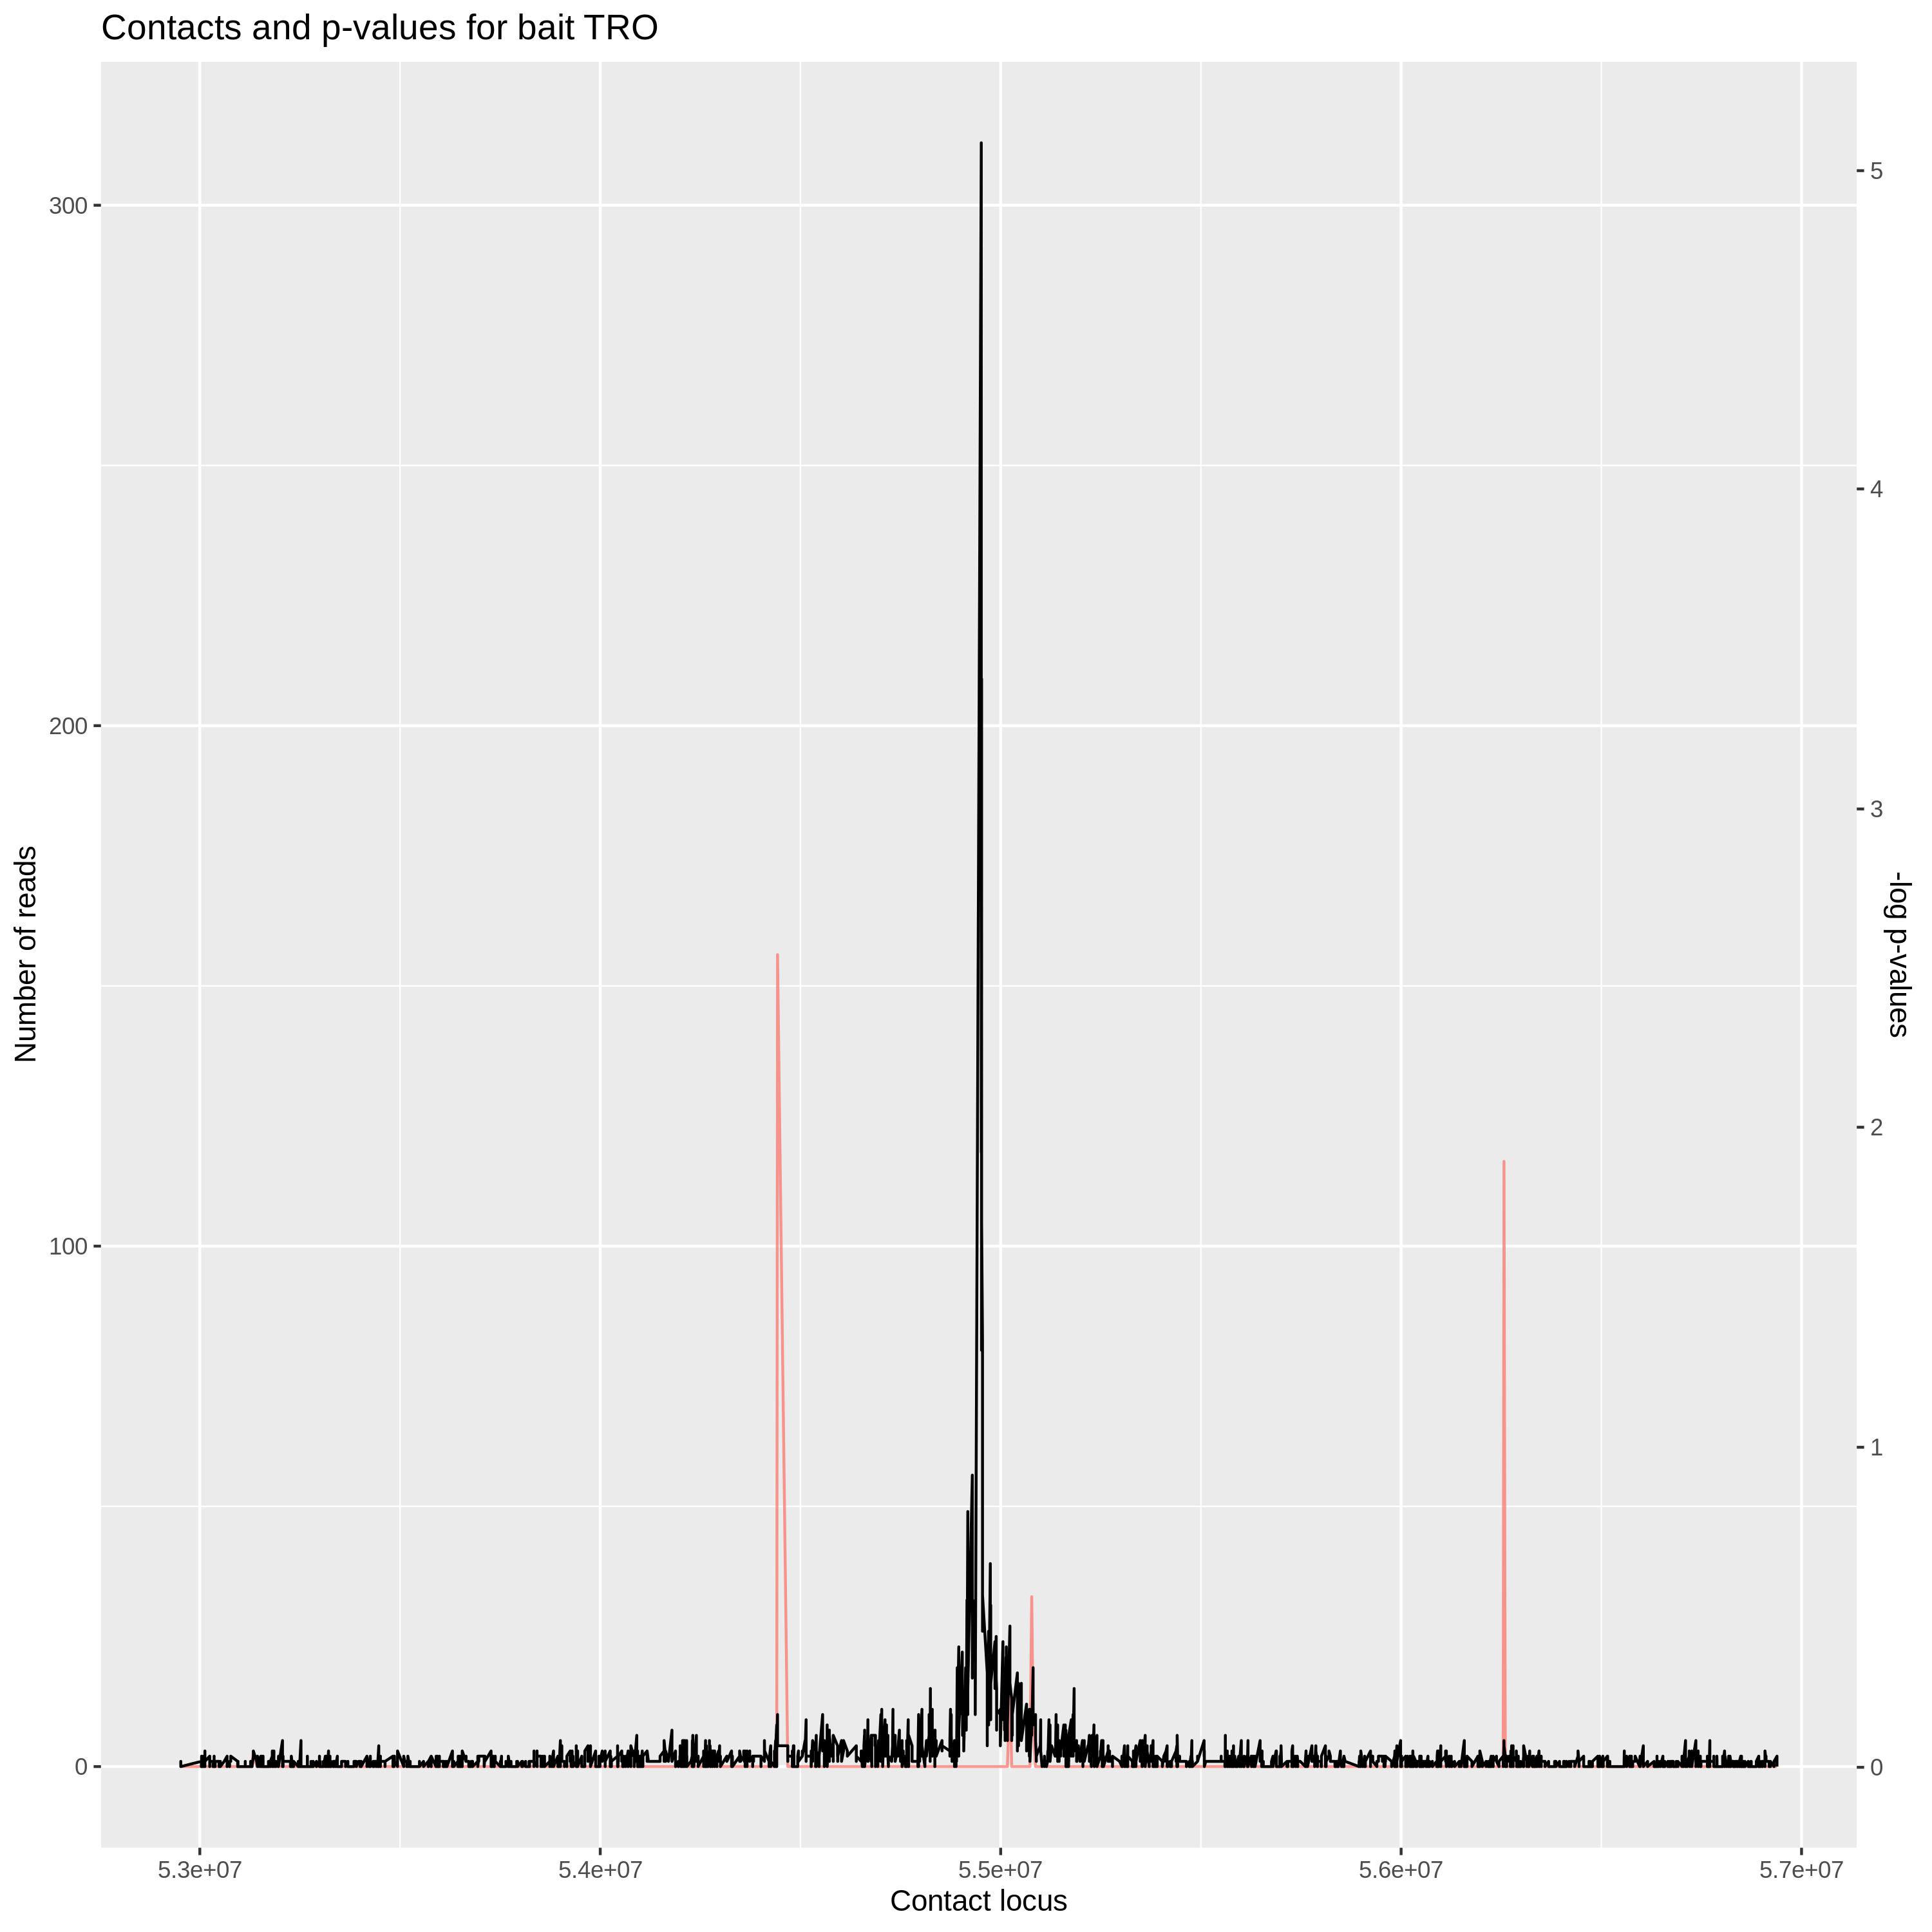 Contacts and p-values for bait TRO
300
200
100
0
Number of reads
5
4
3
2
1
0
-log p-values
5.3e+07
5.4e+07
5.5e+07
5.6e+07
5.7e+07
Contact locus